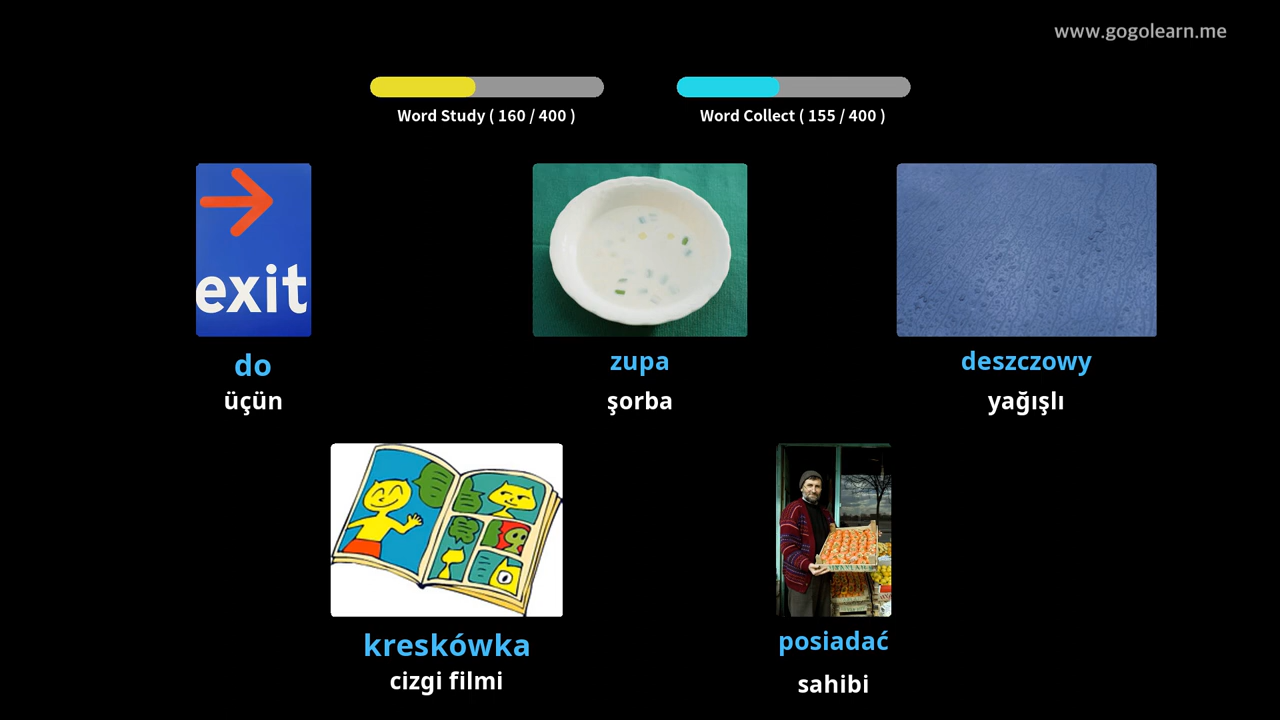 www.gogolearn.me
Word Study ( 160 / 400 )
Word Collect ( 155 / 400 )
exit
do
üçün
zupa
şorba
deszczowy
yağışlı
kreskówka
cizgi filmi
posiadać
sahibi